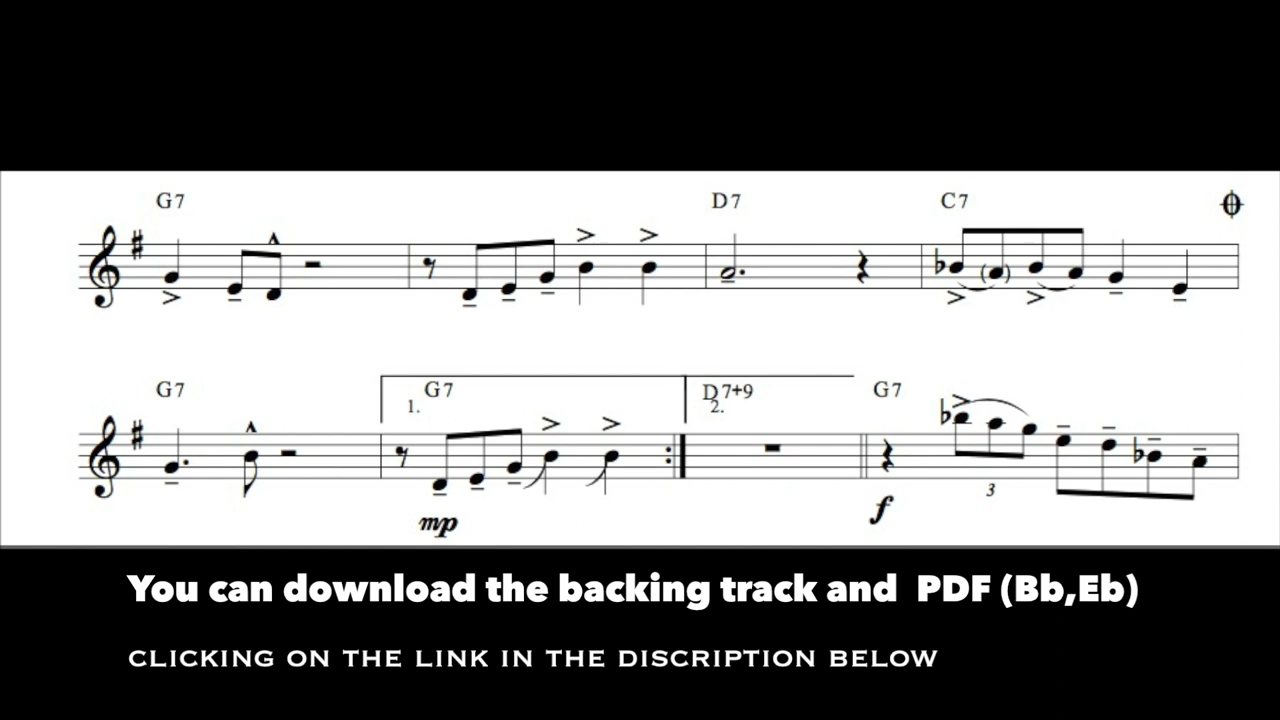 G7 D7 C7
G7 1. G7 D7+9 2. G7
3
mp f
You can download the backing track and PDF (Bb,Eb)
CLICKING ON THE LINK IN THE DISCRIPTION BELOW